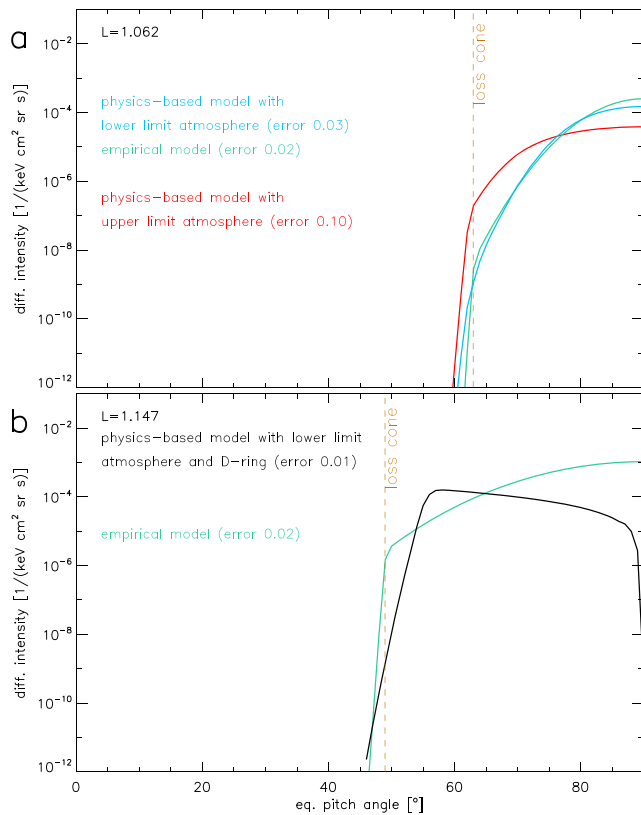 a
L=1.062
loss cone
physics-based model with
lower limit atmosphere (error 0.03)
empirical model (error 0.02)
physics-based model with
upper limit atmosphere (error 0.10)
diff. intensity [1/(keV cm² sr s)]
10⁻²
10⁻⁴
10⁻⁶
10⁻⁸
10⁻¹⁰
10⁻¹²
b
L=1.147
loss cone
physics-based model with lower limit
atmosphere and D-ring (error 0.01)
empirical model (error 0.02)
diff. intensity [1/(keV cm² sr s)]
10⁻²
10⁻⁴
10⁻⁶
10⁻⁸
10⁻¹⁰
10⁻¹²
0 20 40 60 80
eq. pitch angle [°]